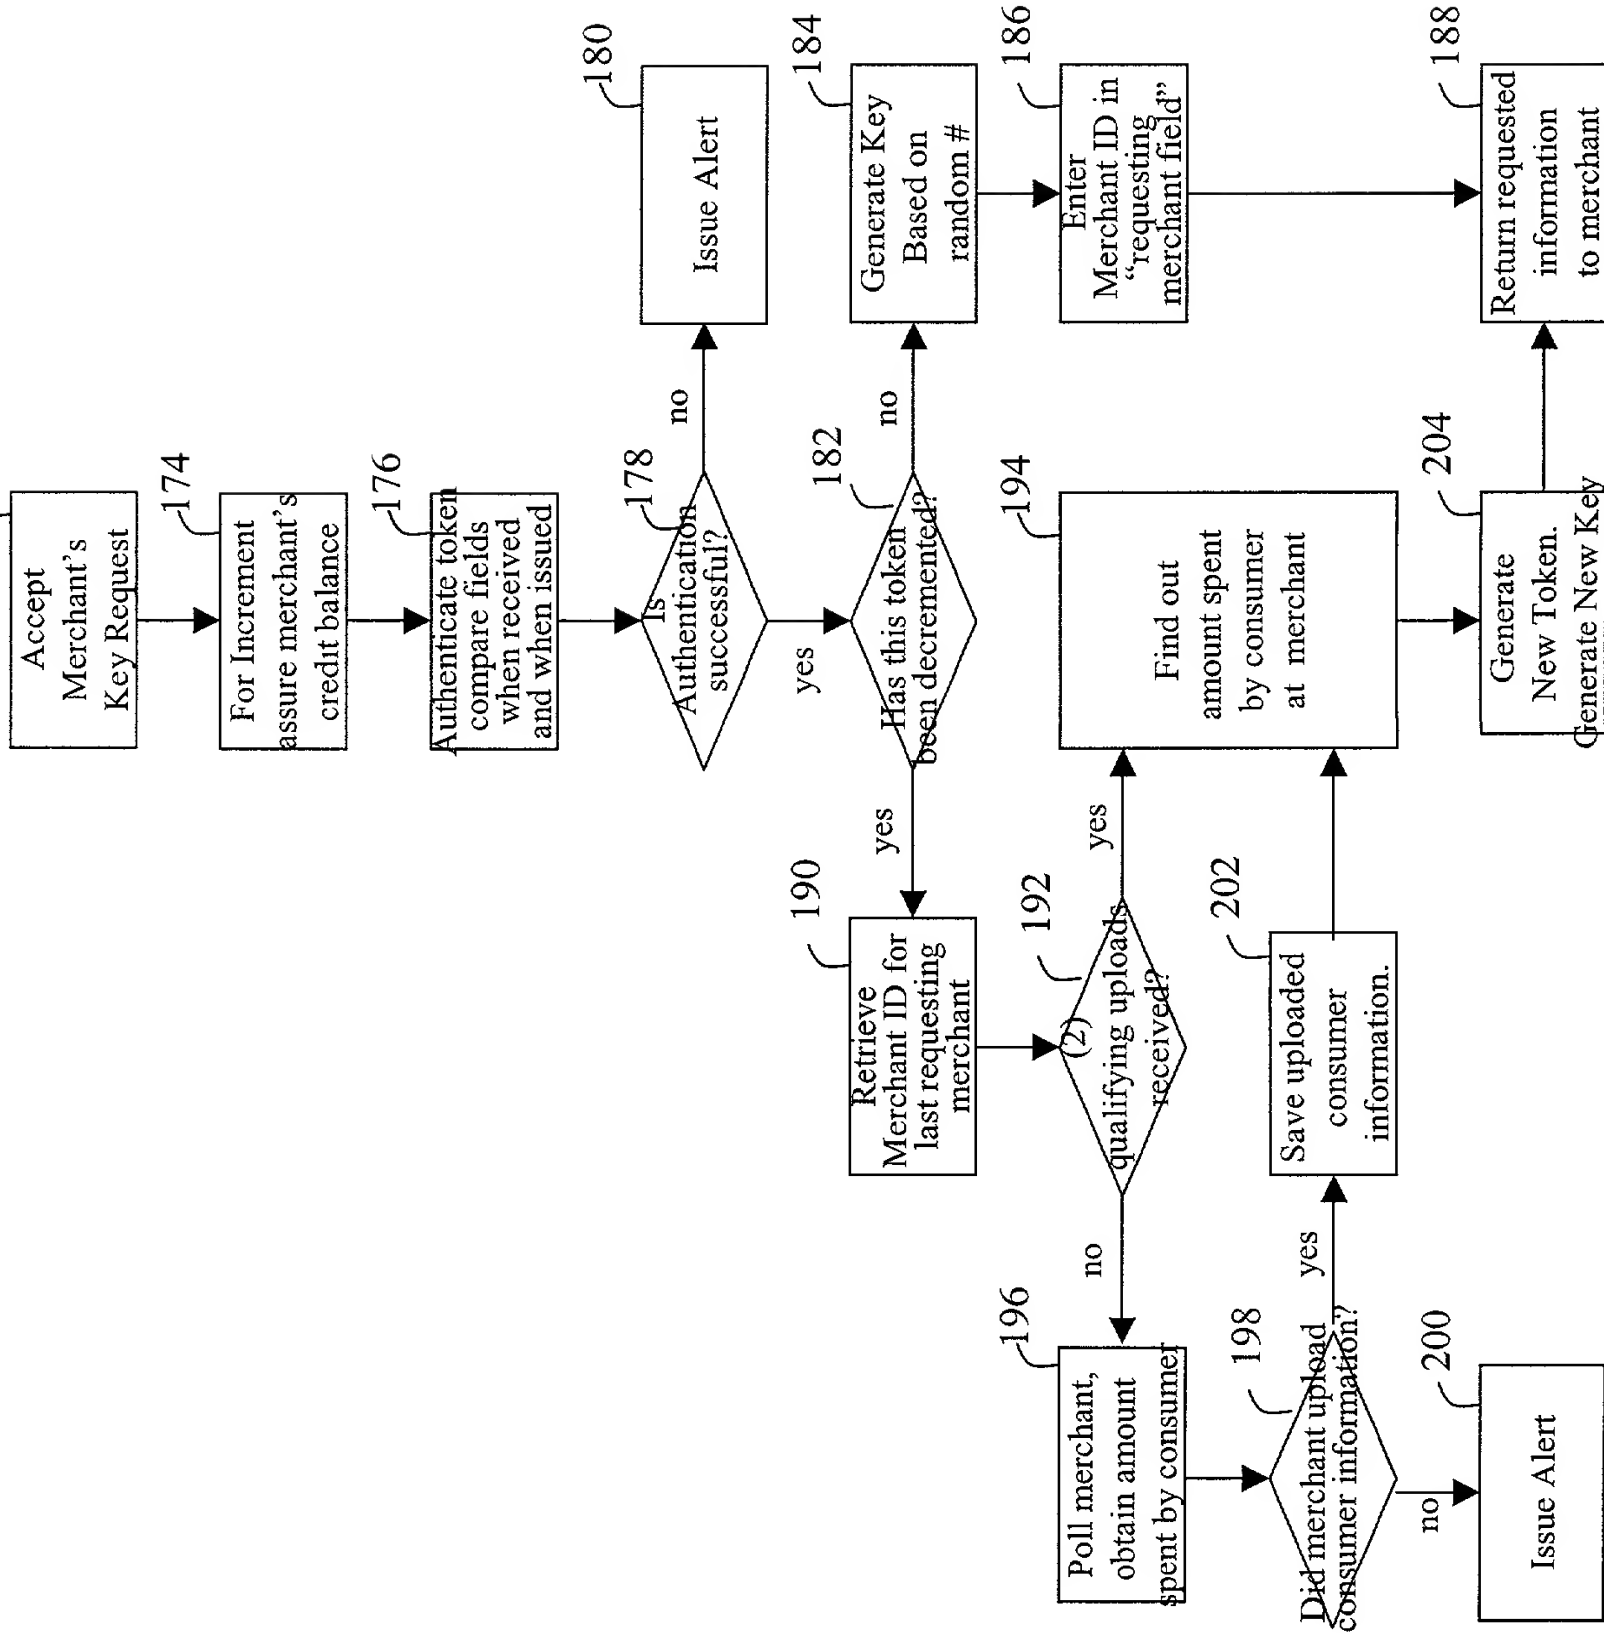 Accept
Merchant's
Key Request
174
For Increment
assure merchant's
credit balance
176
Authenticate token
compare fields
when received
and when issued
178
Is
Authentication
successful?
no
180
Issue Alert
yes
182
Has this token
been decremented?
no
184
Generate Key
Based on
random #
186
Enter
Merchant ID in
“requesting
merchant field”
188
Return requested
information
to merchant
yes
190
Retrieve
Merchant ID for
last requesting
merchant
192
(2)
qualifying uploads
received?
yes
194
Find out
amount spent
by consumer
at merchant
no
196
Poll merchant,
obtain amount
spent by consumer
198
Did merchant upload
consumer information?
yes
202
Save uploaded
consumer
information.
no
200
Issue Alert
204
Generate
New Token.
Generate New Key